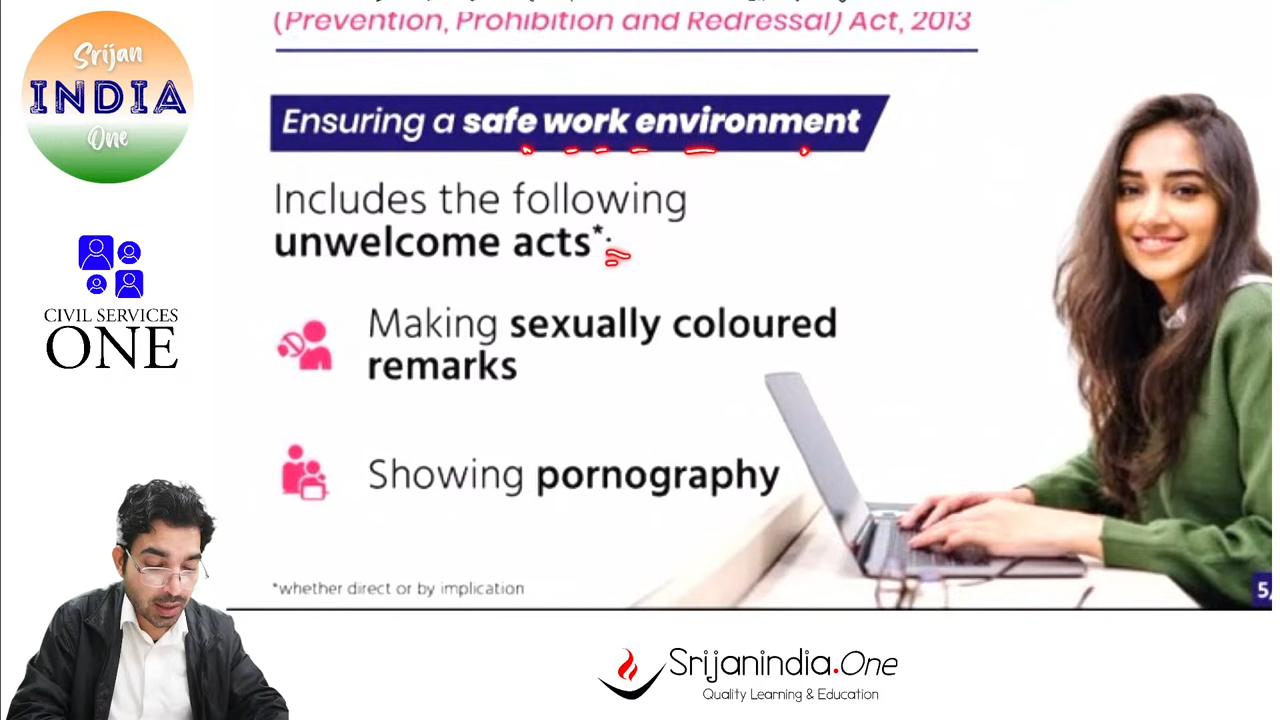 (Prevention, Prohibition and Redressal) Act, 2013
Srijan
INDIA
One
Ensuring a safe work environment
Includes the following
unwelcome acts*:
CIVIL SERVICES
ONE
Making sexually coloured
remarks
Showing pornography
*whether direct or by implication
5/
Srijanindia.One
Quality Learning & Education